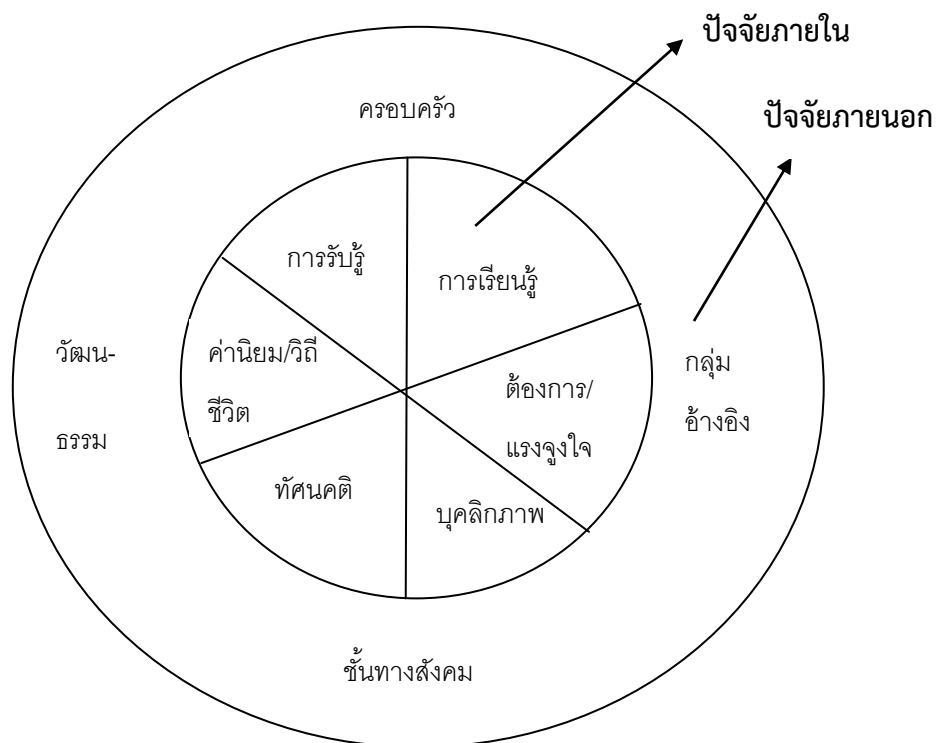 ปัจจัยภายใน
ครอบครัว
ปัจจัยภายนอก
การรับรู้
การเรียนรู้
วัฒน-
ธรรม
ค่านิยม/วิถี
ชีวิต
ต้องการ/
แรงจูงใจ
กลุ่ม
อ้างอิง
ทัศนคติ
บุคลิกภาพ
ชั้นทางสังคม